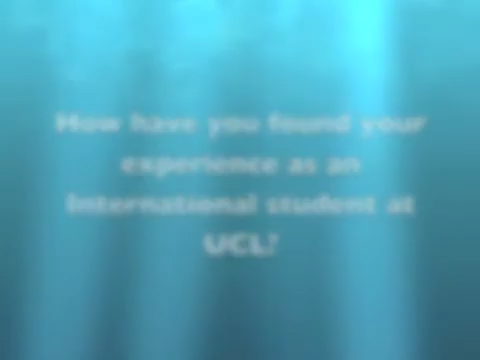 How have you found your
experience as an
International student at
UCL?